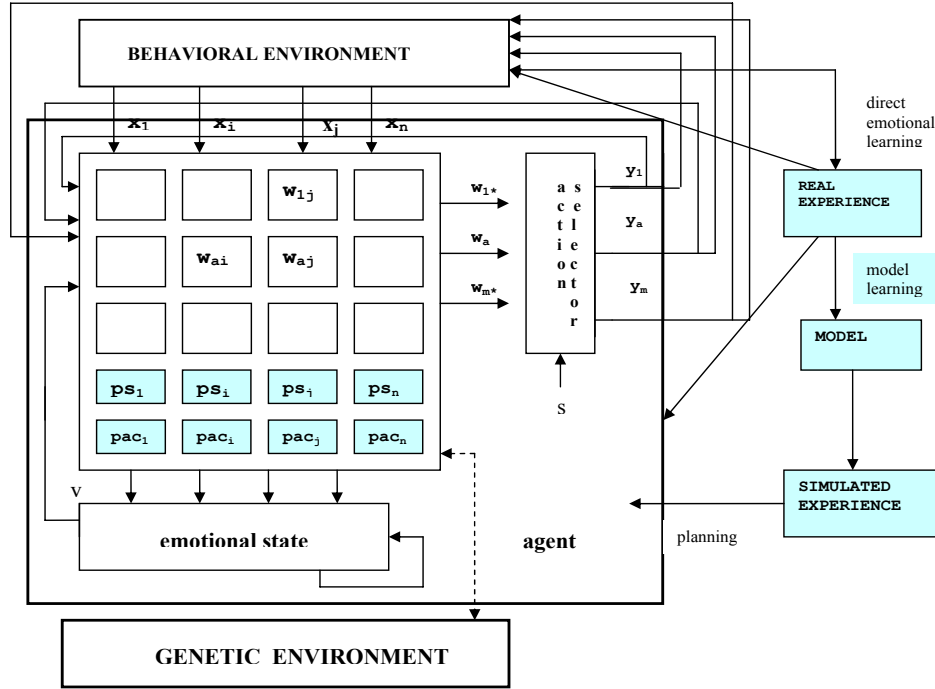 BEHAVIORAL ENVIRONMENT
x1 xi xj xn
direct
emotional
learning
REAL
EXPERIENCE
w1j
w1*
action
selector
y1
wai waj
wa
ya
wm*
ym
model
learning
MODEL
ps1 psi psj psn
s
pac1 paci pacj pacn
v
SIMULATED
EXPERIENCE
emotional state
agent
planning
GENETIC ENVIRONMENT